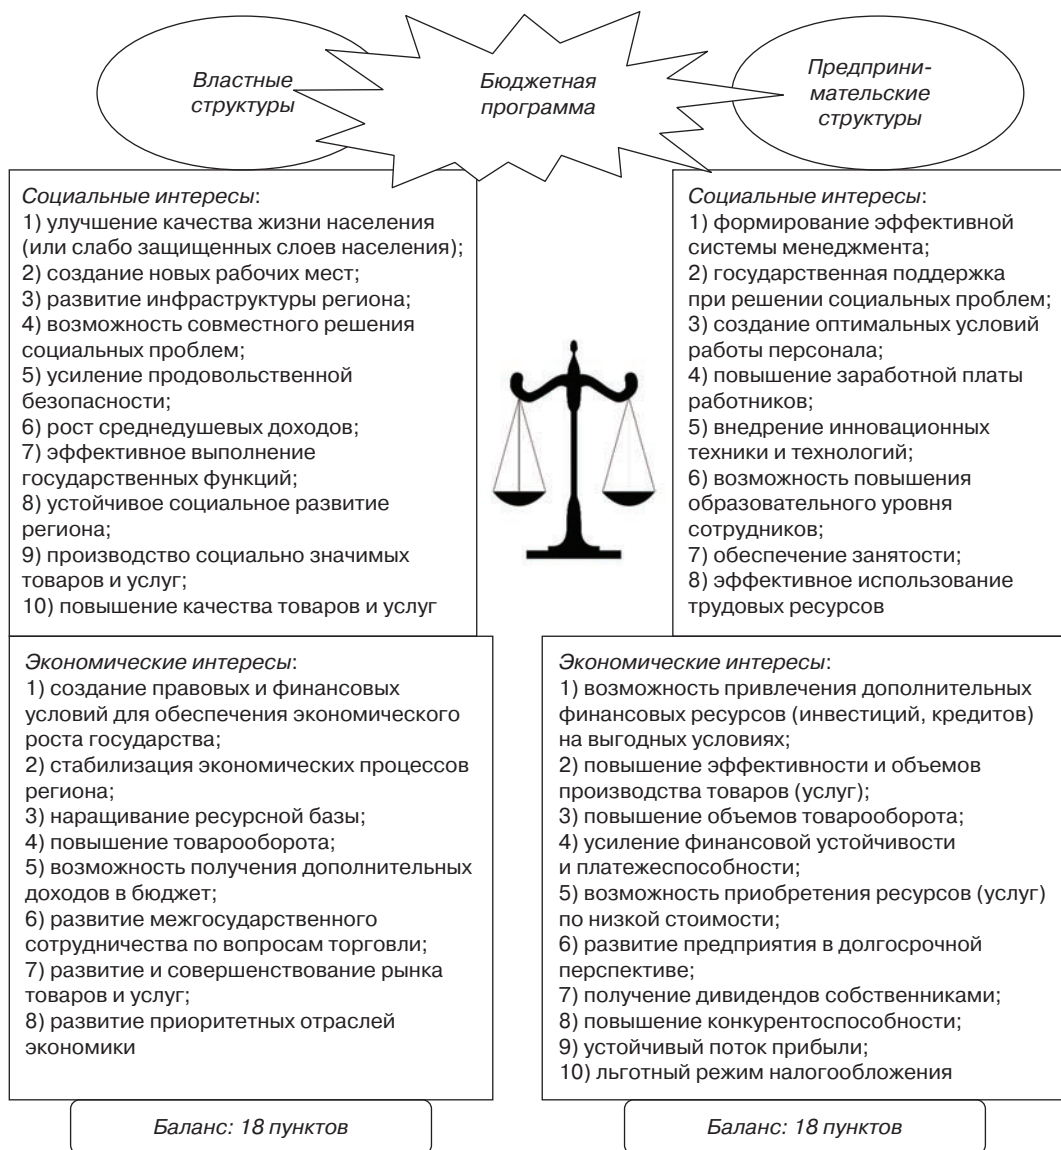 Властные
структуры
Бюджетная
программа
Предприни-
мательские
структуры
Социальные интересы:
1) улучшение качества жизни населения
(или слабо защищенных слоев населения);
2) создание новых рабочих мест;
3) развитие инфраструктуры региона;
4) возможность совместного решения
социальных проблем;
5) усиление продовольственной
безопасности;
6) рост среднедушевых доходов;
7) эффективное выполнение
государственных функций;
8) устойчивое социальное развитие
региона;
9) производство социально значимых
товаров и услуг;
10) повышение качества товаров и услуг
Социальные интересы:
1) формирование эффективной
системы менеджмента;
2) государственная поддержка
при решении социальных проблем;
3) создание оптимальных условий
работы персонала;
4) повышение заработной платы
работников;
5) внедрение инновационных
техники и технологий;
6) возможность повышения
образовательного уровня
сотрудников;
7) обеспечение занятости;
8) эффективное использование
трудовых ресурсов
Экономические интересы:
1) создание правовых и финансовых
условий для обеспечения экономического
роста государства;
2) стабилизация экономических процессов
региона;
3) наращивание ресурсной базы;
4) повышение товарооборота;
5) возможность получения дополнительных
доходов в бюджет;
6) развитие межгосударственного
сотрудничества по вопросам торговли;
7) развитие и совершенствование рынка
товаров и услуг;
8) развитие приоритетных отраслей
экономики
Экономические интересы:
1) возможность привлечения дополнительных
финансовых ресурсов (инвестиций, кредитов)
на выгодных условиях;
2) повышение эффективности и объемов
производства товаров (услуг);
3) повышение объемов товарооборота;
4) усиление финансовой устойчивости
и платежеспособности;
5) возможность приобретения ресурсов (услуг)
по низкой стоимости;
6) развитие предприятия в долгосрочной
перспективе;
7) получение дивидендов собственниками;
8) повышение конкурентоспособности;
9) устойчивый поток прибыли;
10) льготный режим налогообложения
Баланс: 18 пунктов
Баланс: 18 пунктов